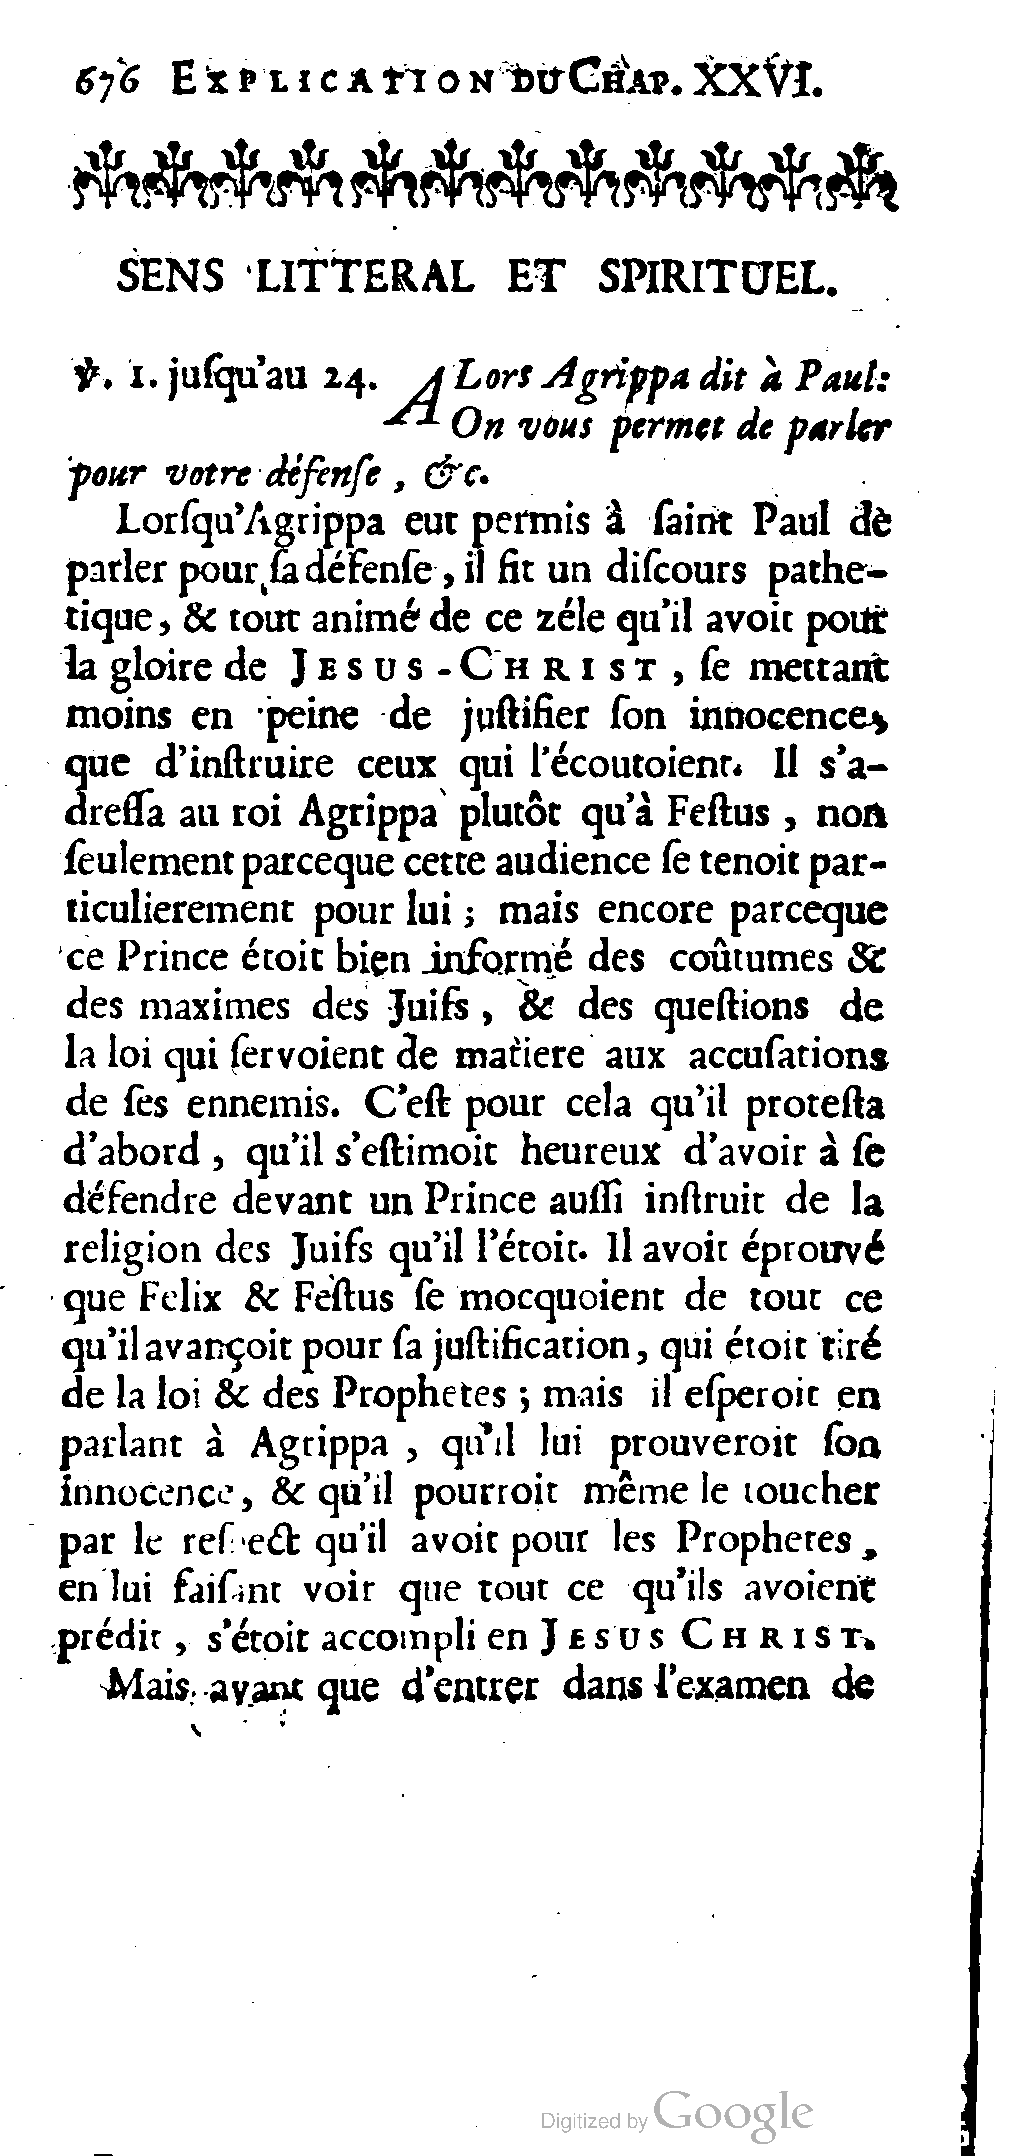 676 EXPLICATION DU CHAP. XXVI.
SENS LITTERAL ET SPIRITUEL.
℣. 1. juſqu'au 24. ALors Agrippa dit à Paul:
On vous permet de parler
pour votre défenſe, &c.
Lorſqu'Agrippa eut permis à ſaint Paul de
parler pour ſa défenſe, il fit un diſcours pathe-
tique, & tout animé de ce zéle qu'il avoit pour
la gloire de JESUS-CHRIST, ſe mettant
moins en peine de juſtifier ſon innocence,
que d'inſtruire ceux qui l'écoutoient. Il s'a-
dreſſa au roi Agrippa plutôt qu'à Feſtus, non
ſeulement parceque cette audience ſe tenoit par-
ticulierement pour lui; mais encore parceque
ce Prince étoit bien informé des coûtumes &
des maximes des Juifs, & des queſtions de
la loi qui ſervoient de matiere aux accuſations
de ſes ennemis. C'eſt pour cela qu'il proteſta
d'abord, qu'il s'eſtimoit heureux d'avoir à ſe
défendre devant un Prince auſſi inſtruit de la
religion des Juifs qu'il l'étoit. Il avoit éprouvé
que Felix & Feſtus ſe mocquoient de tout ce
qu'il avançoit pour ſa juſtification, qui étoit tiré
de la loi & des Prophetes; mais il eſperoit en
parlant à Agrippa, qu'il lui prouveroit ſon
innocence, & qu'il pourroit même le toucher
par le reſpect qu'il avoit pour les Prophetes,
en lui faiſant voir que tout ce qu'ils avoient
prédit, s'étoit accompli en JESUS CHRIST.
Mais avant que d'entrer dans l'examen de
Digitized by Google